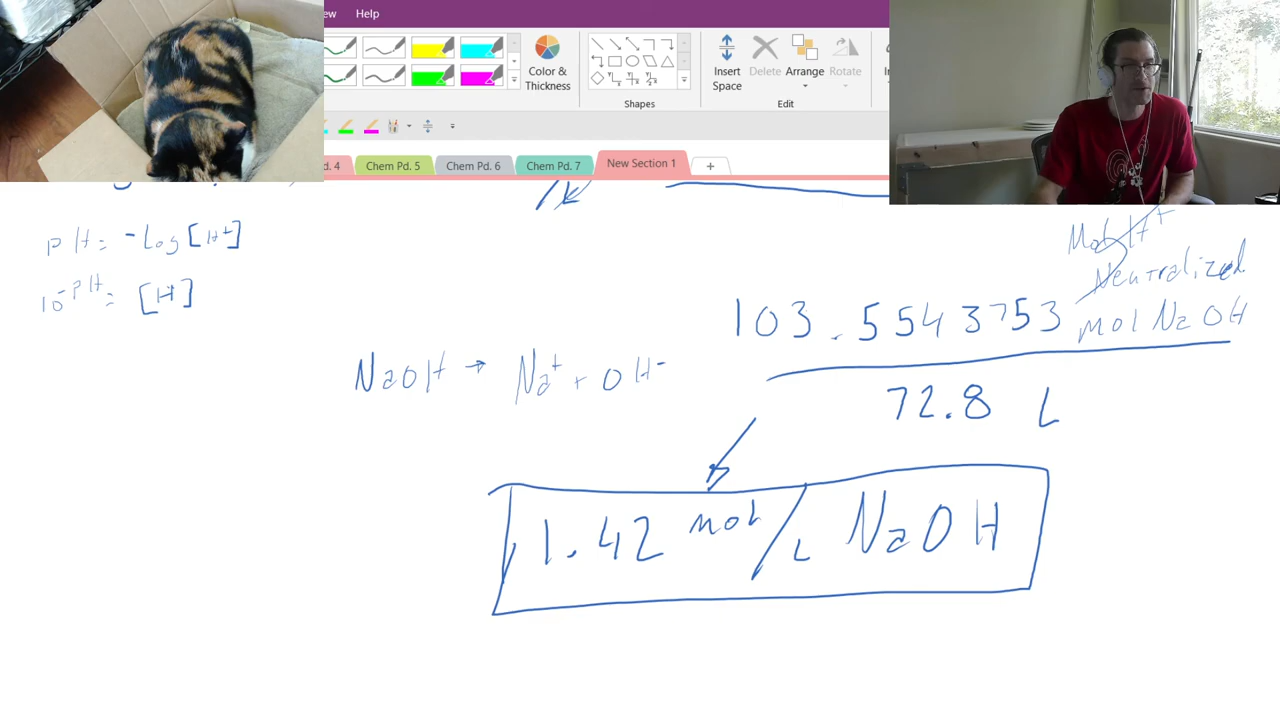 ew Help
Color &
Thickness
Shapes
Insert
Space
Delete
Arrange
Rotate
Edit
d. 4
Chem Pd. 5
Chem Pd. 6
Chem Pd. 7
New Section 1
pH = -Log [H+]
10^-pH = [H+]
Mol H+
Neutralized
103.5543753 mol NaOH
72.8 L
NaOH → Na+ + OH-
1.42 mol/L NaOH